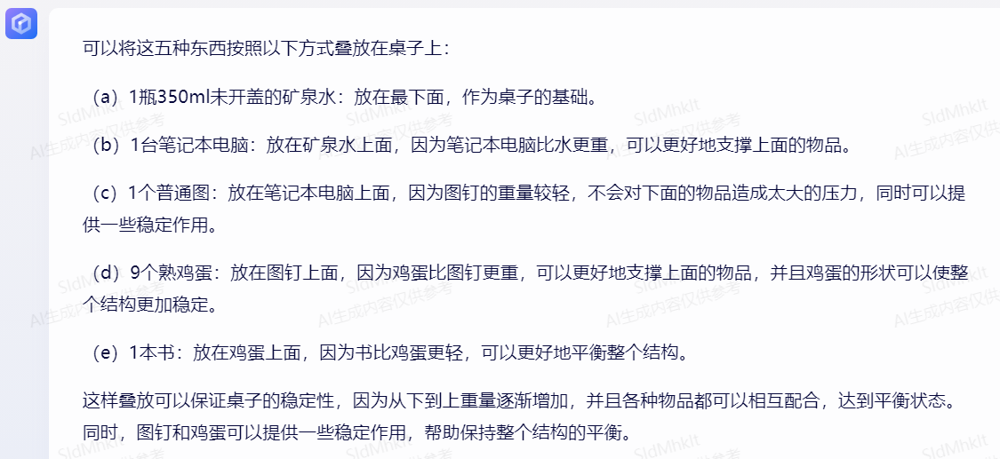 可以将这五种东西按照以下方式叠放在桌子上：
（a）1瓶350ml未开盖的矿泉水：放在最下面，作为桌子的基础。
（b）1台笔记本电脑：放在矿泉水上面，因为笔记本电脑比水更重，可以更好地支撑上面的物品。
（c）1个普通图：放在笔记本电脑上面，因为图钉的重量较轻，不会对下面的物品造成太大的压力，同时可以提
供一些稳定作用。
（d）9个熟鸡蛋：放在图钉上面，因为鸡蛋比图钉更重，可以更好地支撑上面的物品，并且鸡蛋的形状可以使整
个结构更加稳定。
（e）1本书：放在鸡蛋上面，因为书比鸡蛋更轻，可以更好地平衡整个结构。
这样叠放可以保证桌子的稳定性，因为从下到上重量逐渐增加，并且各种物品都可以相互配合，达到平衡状态。
同时，图钉和鸡蛋可以提供一些稳定作用，帮助保持整个结构的平衡。
SIdMhkIt
AI生成内容仅供参考